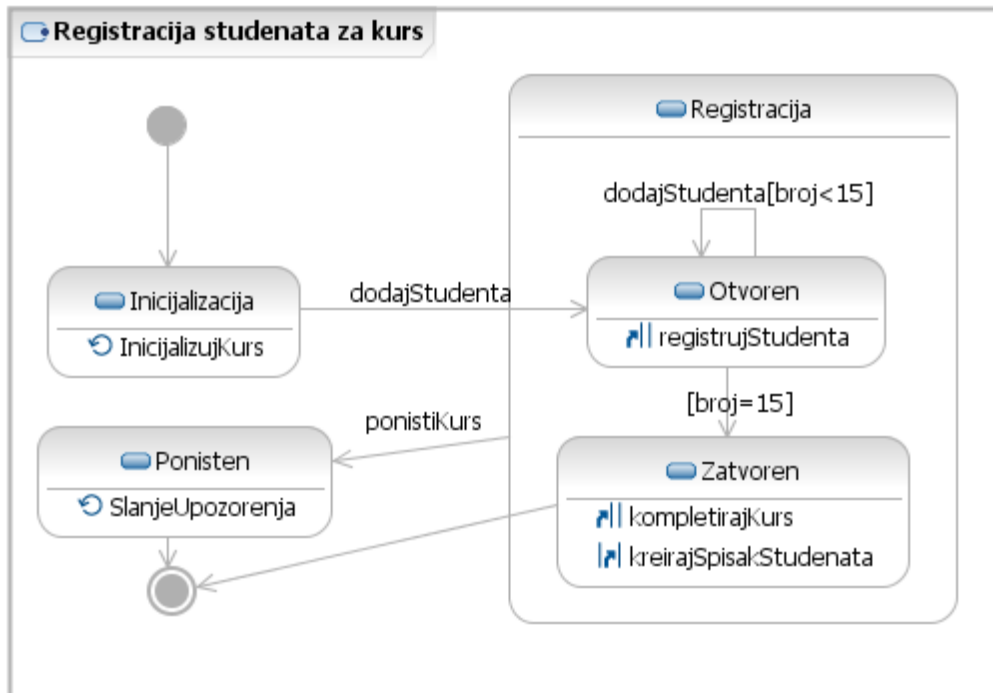 Registracija studenata za kurs
Registracija
dodajStudenta[broj<15]
Inicijalizacija
InicijalizujKurs
dodajStudenta
Otvoren
registrujStudenta
[broj=15]
ponistiKurs
Ponisten
SlanjeUpozorenja
Zatvoren
kompletirajKurs
kreirajSpisakStudenata